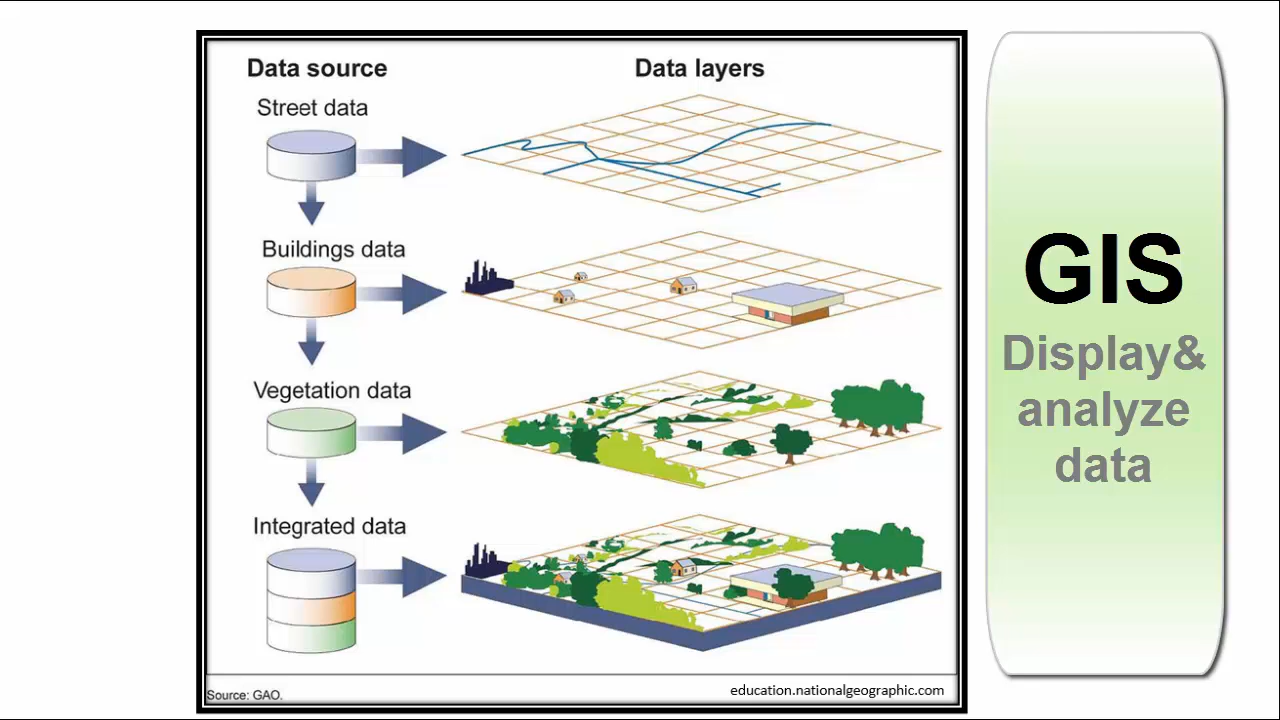 Data source
Data layers
Street data
Buildings data
Vegetation data
Integrated data
Source: GAO.
education.nationalgeographic.com
GIS
Display&
analyze
data